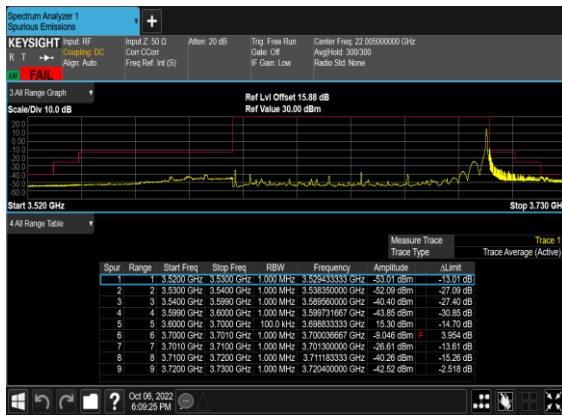 Spectrum Analyzer 1
Spurious Emissions
+
KEYSIGHT Input: RF Input Z: 50 Ω Atten: 20 dB Trig: Free Run Center Freq: 22.005000000 GHz
R T Coupling: DC Corr CCorr Gate: Off Avg|Hold: 300/300
Align: Auto Freq Ref: Int (S) IF Gain: Low Radio Std: None
FAIL
3 All Range Graph
Scale/Div 10.0 dB Ref Lvl Offset 15.88 dB
Ref Value 30.00 dBm
20.0
10.0
0.00
-10.0
-20.0
-30.0
-40.0
-50.0
-60.0
Start 3.520 GHz Stop 3.730 GH
4 All Range Table
Measure Trace Trace 1
Trace Type Trace Average (Active)
Spur Range Start Freq Stop Freq RBW Frequency Amplitude ΔLimit
1 1 3.5200 GHz 3.5300 GHz 1.000 MHz 3.529433333 GHz -53.01 dBm -13.01 dB
2 2 3.5300 GHz 3.5400 GHz 1.000 MHz 3.538350000 GHz -52.09 dBm -27.09 dB
3 3 3.5400 GHz 3.5990 GHz 1.000 MHz 3.589560000 GHz -40.40 dBm -27.40 dB
4 4 3.5990 GHz 3.6000 GHz 1.000 MHz 3.599731667 GHz -43.85 dBm -30.85 dB
5 5 3.6000 GHz 3.7000 GHz 100.0 kHz 3.698833333 GHz 15.30 dBm -14.70 dB
6 6 3.7000 GHz 3.7010 GHz 1.000 MHz 3.700036667 GHz -9.046 dBm F 3.954 dB
7 7 3.7010 GHz 3.7100 GHz 1.000 MHz 3.701300000 GHz -26.61 dBm -13.61 dB
8 8 3.7100 GHz 3.7200 GHz 1.000 MHz 3.711183333 GHz -40.26 dBm -15.26 dB
9 9 3.7200 GHz 3.7300 GHz 1.000 MHz 3.720400000 GHz -42.52 dBm -2.518 dB
? Oct 06, 2022
6:09:25 PM